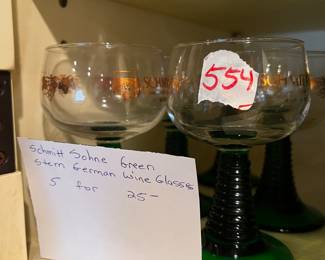 554
Schmitt Sohne Green
Stem German Wine Glasses
5 for 25-